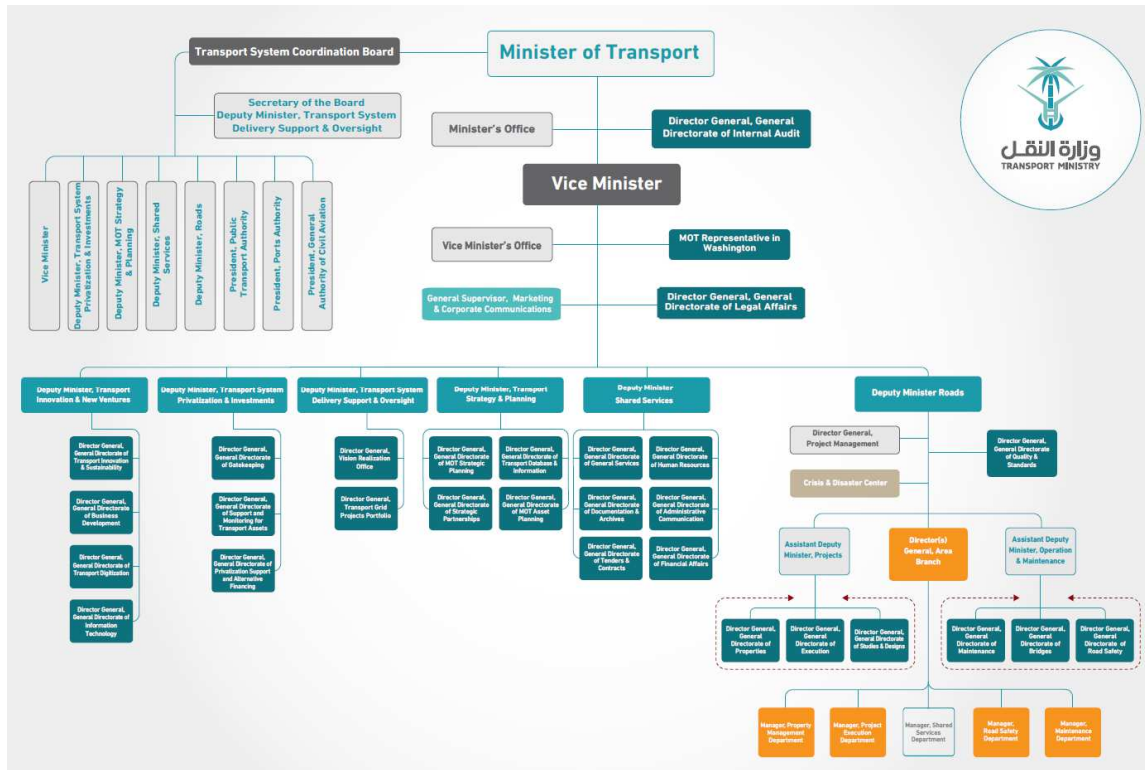 Transport System Coordination Board
Minister of Transport
Secretary of the Board
Deputy Minister, Transport System
Delivery Support & Oversight
Minister's Office
Director General, General
Directorate of Internal Audit
وزارة النقل
TRANSPORT MINISTRY
Vice Minister
Vice Minister
Deputy Minister, Transport System
Privatization & Investments
Deputy Minister, MOT Strategy
& Planning
Deputy Minister, Shared
Services
Deputy Minister, Roads
President, Public
Transport Authority
President, Ports Authority
President, General
Authority of Civil Aviation
Vice Minister's Office
MOT Representative in
Washington
General Supervisor, Marketing
& Corporate Communications
Director General, General
Directorate of Legal Affairs
Deputy Minister, Transport
Innovation & New Ventures
Deputy Minister, Transport System
Privatization & Investments
Deputy Minister, Transport System
Delivery Support & Oversight
Deputy Minister, Transport
Strategy & Planning
Deputy Minister
Shared Services
Deputy Minister Roads
Director General,
General Directorate of
Transport Innovation &
Sustainability
Director General,
General Directorate
of Business
Development
Director General,
General Directorate of
Transport Digitization
Director General,
General Directorate of
Information
Technology
Director General,
General Directorate
of Gatekeeping
Director General,
General Directorate
of Support and
Monitoring for
Transport Assets
Director General,
General Directorate of
Privatization Support
and Alternative
Financing
Director General,
Vision Realization
Office
Director General,
Transport Grid
Projects Portfolio
Director General,
General Directorate
of MOT Strategic
Planning
Director General,
General Directorate of
Transport Database &
Information
Director General,
General Directorate
of Strategic
Partnerships
Director General,
General Directorate
of MOT Asset
Planning
Director General,
General Directorate
of General Services
Director General,
General Directorate of
Human Resources
Director General,
General Directorate
of Documentation &
Archives
Director General,
General Directorate
of Administrative
Communication
Director General,
General Directorate
of Tenders &
Contracts
Director General,
General Directorate of
Financial Affairs
Director General,
Project Management
Director General,
General Directorate
of Quality &
Standards
Crisis & Disaster Center
Assistant Deputy
Minister, Projects
Director(s)
General, Area
Branch
Assistant Deputy
Minister, Operation
& Maintenance
Director General,
General
Directorate of
Properties
Director General,
General
Directorate of
Execution
Director General,
General Directorate
of Studies & Designs
Director General,
General
Directorate of
Maintenance
Director General,
General
Directorate of
Bridges
Director General,
General
Directorate of
Road Safety
Manager, Property
Management
Department
Manager, Project
Execution
Department
Manager, Shared
Services
Department
Manager,
Road Safety
Department
Manager,
Maintenance
Department